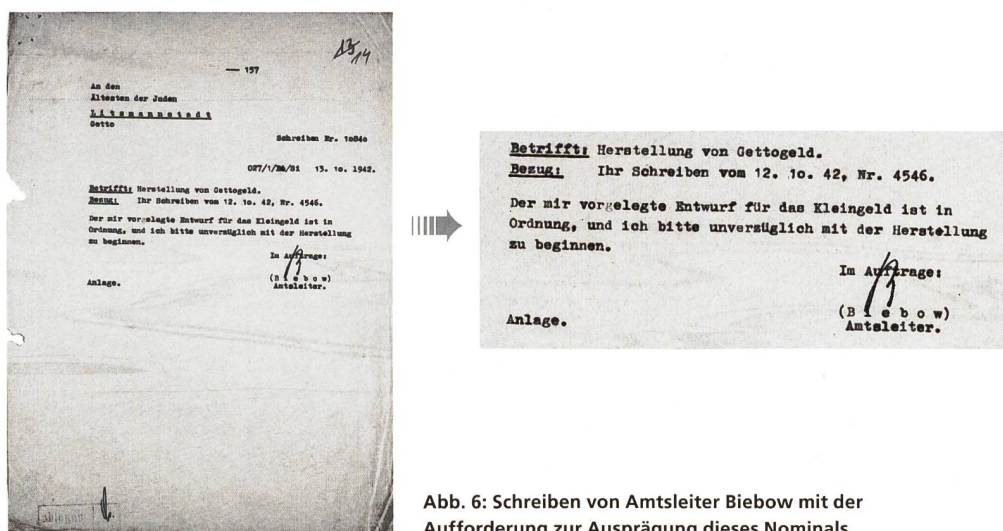 13/14
— 157
An den
Ältesten der Juden
Litzmannstadt
Getto
Schreiben Nr. 10840
027/1/BA/Si 13. 10. 1942.
Betrifft: Herstellung von Gettogeld.
Bezug: Ihr Schreiben vom 12. 10. 42, Nr. 4546.
Der mir vorgelegte Entwurf für das Kleingeld ist in
Ordnung, und ich bitte unverzüglich mit der Herstellung
zu beginnen.
Im Auftrage:
(Biebow)
Amtsleiter.
Anlage.
Betrifft: Herstellung von Gettogeld.
Bezug: Ihr Schreiben vom 12. 10. 42, Nr. 4546.
Der mir vorgelegte Entwurf für das Kleingeld ist in
Ordnung, und ich bitte unverzüglich mit der Herstellung
zu beginnen.
Im Auftrage:
(Biebow)
Amtsleiter.
Anlage.
Abb. 6: Schreiben von Amtsleiter Biebow mit der
Aufforderung zur Ausprägung dieses Nominals